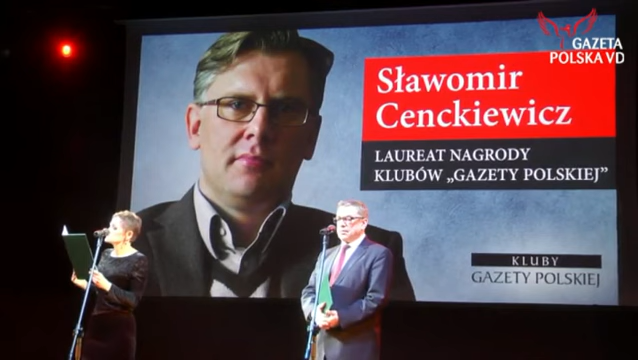 GAZETA
POLSKA VD
Sławomir
Cenckiewicz
LAUREAT NAGRODY
KLUBÓW „GAZETY POLSKIEJ”
KLUBY
GAZETY POLSKIEJ